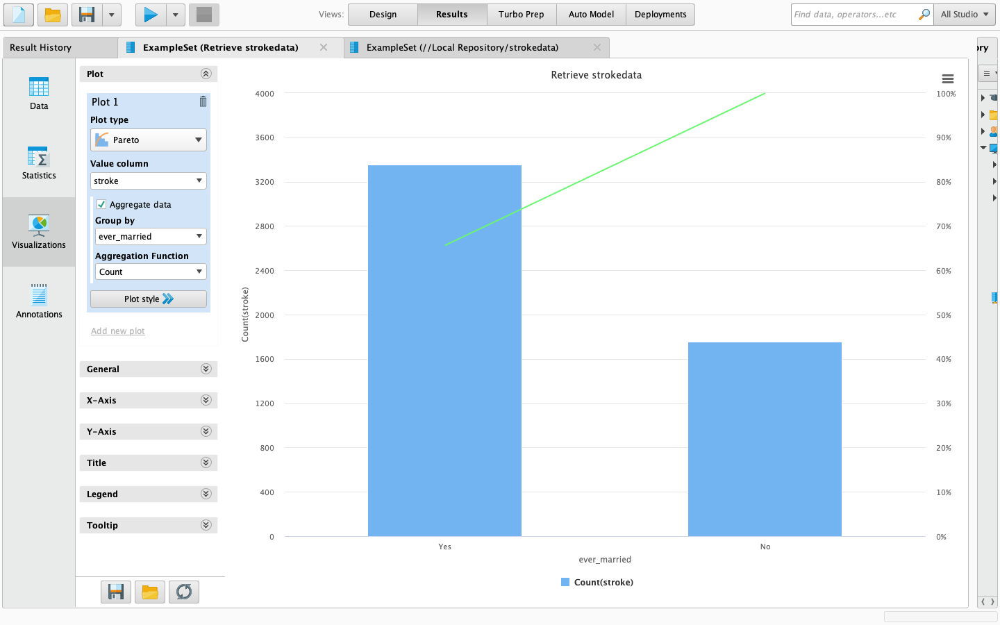 Views:
Design
Results
Turbo Prep
Auto Model
Deployments
Find data, operators...etc
All Studio
Result History
ExampleSet (Retrieve strokedata)
ExampleSet (//Local Repository/strokedata)
ory
Data
Statistics
Visualizations
Annotations
Plot
Plot 1
Plot type
Pareto
Value column
stroke
Aggregate data
Group by
ever_married
Aggregation Function
Count
Plot style
Add new plot
General
X-Axis
Y-Axis
Title
Legend
Tooltip
Retrieve strokedata
4000
3600
3200
2800
2400
2000
1600
1200
800
400
0
Count(stroke)
100%
90%
80%
70%
60%
50%
40%
30%
20%
10%
0%
Yes
No
ever_married
Count(stroke)